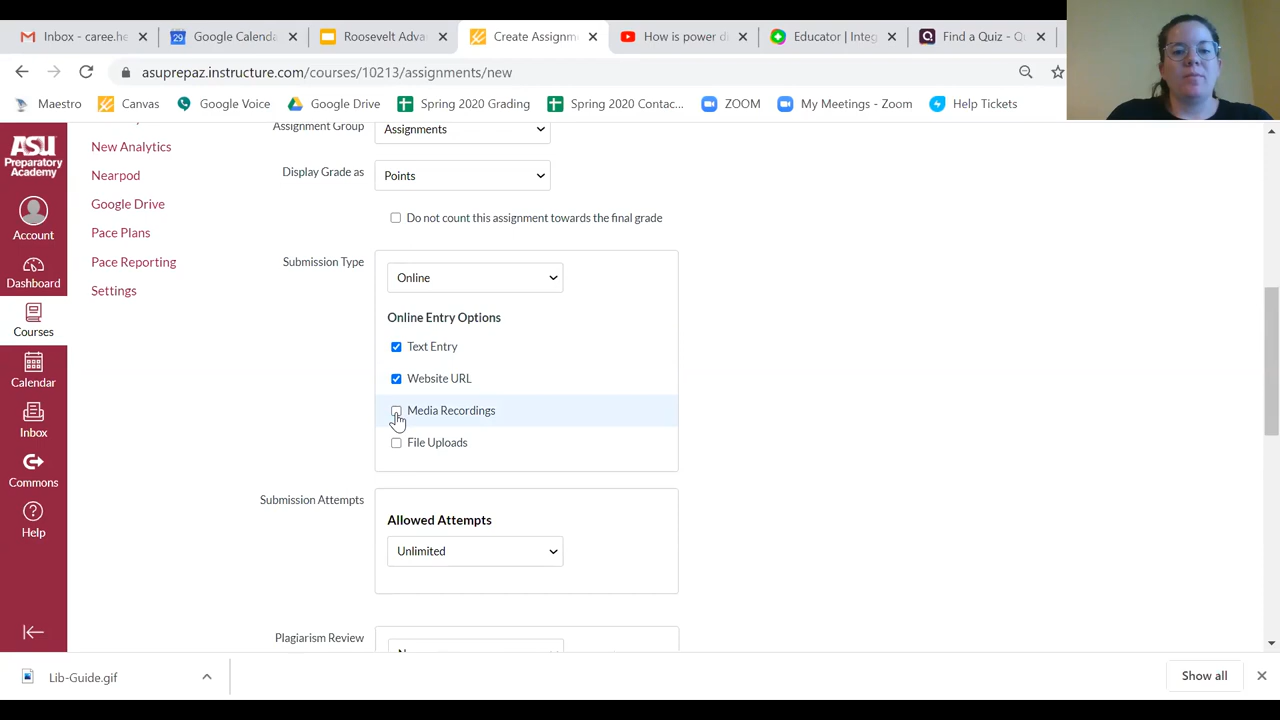 Inbox - caree.he
Google Calenda
Roosevelt Adva
Create Assignm
How is power di
Educator | Integ
Find a Quiz - Qu
asuprepaz.instructure.com/courses/10213/assignments/new
Maestro
Canvas
Google Voice
Google Drive
Spring 2020 Grading
Spring 2020 Contac...
ZOOM
My Meetings - Zoom
Help Tickets
ASU
Preparatory
Academy
Account
Dashboard
Courses
Calendar
Inbox
Commons
Help
New Analytics
Nearpod
Google Drive
Pace Plans
Pace Reporting
Settings
Assignment Group
Assignments
Display Grade as
Points
Do not count this assignment towards the final grade
Submission Type
Online
Online Entry Options
Text Entry
Website URL
Media Recordings
File Uploads
Submission Attempts
Allowed Attempts
Unlimited
Plagiarism Review
Lib-Guide.gif
Show all